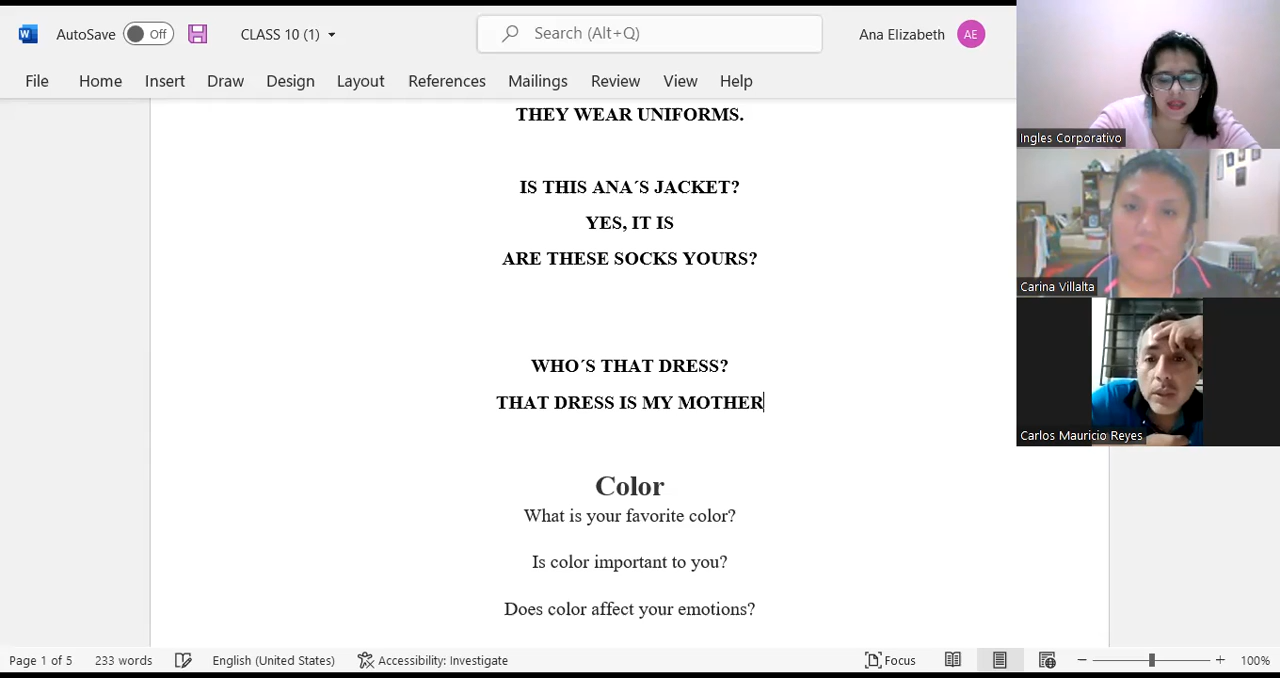 AutoSave Off CLASS 10 (1) Search (Alt+Q) Ana Elizabeth AE
File Home Insert Draw Design Layout References Mailings Review View Help
THEY WEAR UNIFORMS.
IS THIS ANA´S JACKET?
YES, IT IS
ARE THESE SOCKS YOURS?
WHO´S THAT DRESS?
THAT DRESS IS MY MOTHER
Color
What is your favorite color?
Is color important to you?
Does color affect your emotions?
Ingles Corporativo
Carina Villalta
Carlos Mauricio Reyes
Page 1 of 5 233 words English (United States) Accessibility: Investigate Focus 100%